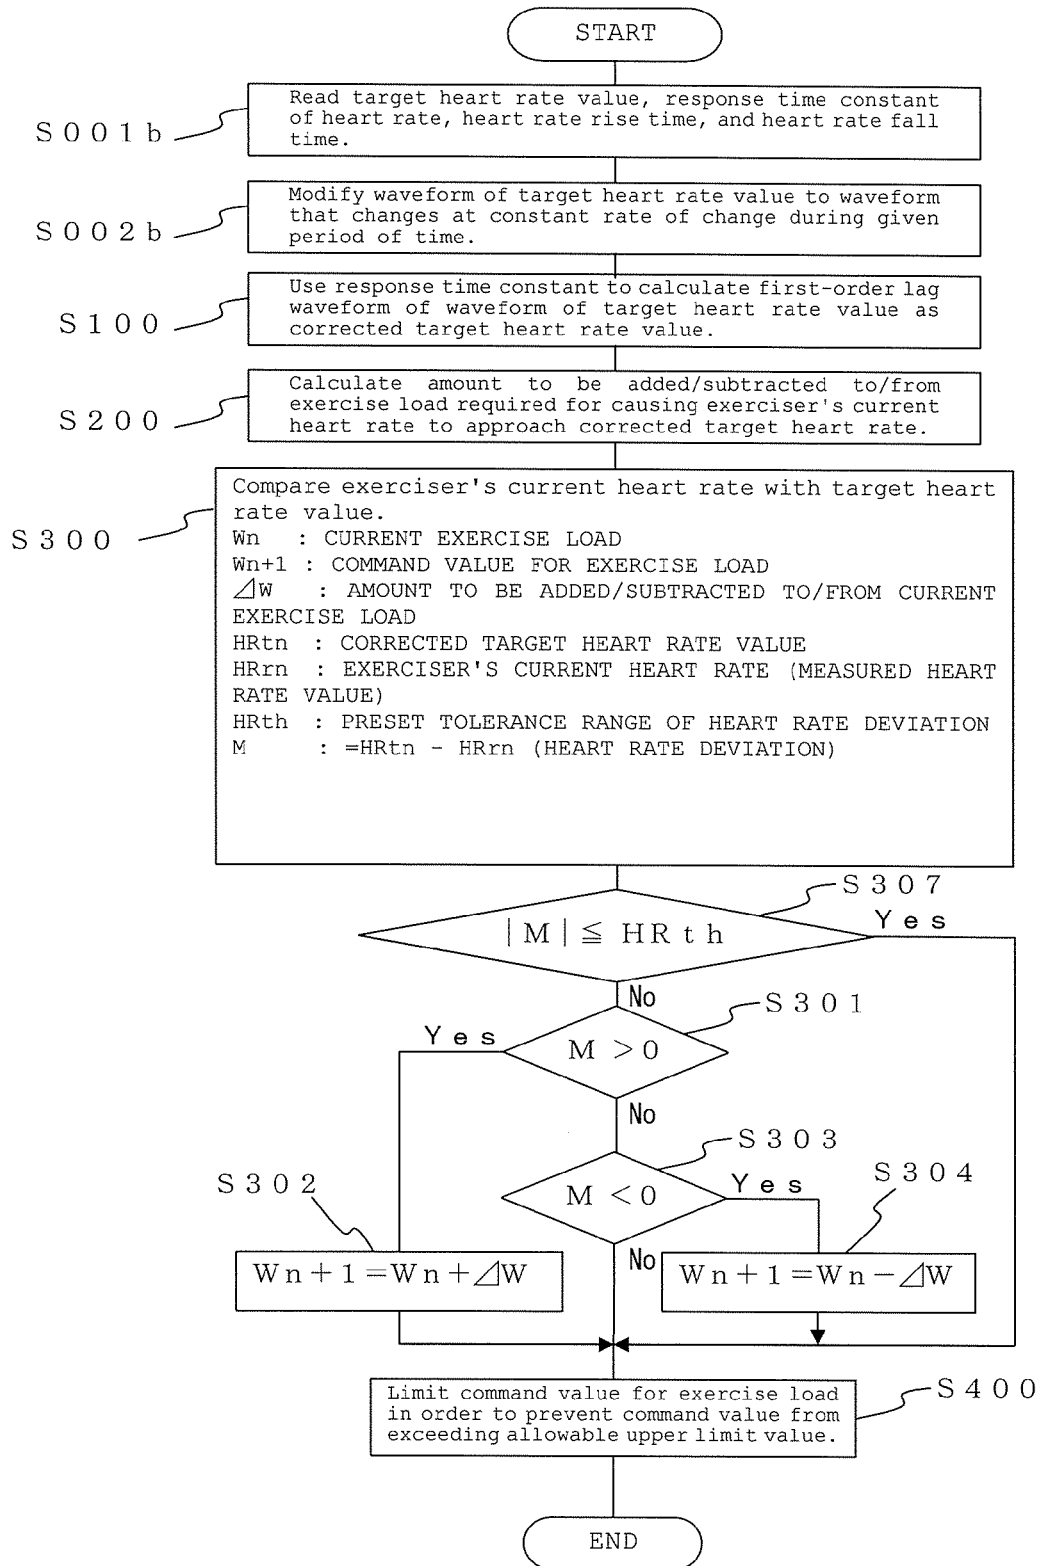 START
S001b
Read target heart rate value, response time constant
of heart rate, heart rate rise time, and heart rate fall
time.
S002b
Modify waveform of target heart rate value to waveform
that changes at constant rate of change during given
period of time.
S100
Use response time constant to calculate first-order lag
waveform of waveform of target heart rate value as
corrected target heart rate value.
S200
Calculate amount to be added/subtracted to/from
exercise load required for causing exerciser's current
heart rate to approach corrected target heart rate.
S300
Compare exerciser's current heart rate with target heart
rate value.
Wn : CURRENT EXERCISE LOAD
Wn+1 : COMMAND VALUE FOR EXERCISE LOAD
⊿W : AMOUNT TO BE ADDED/SUBTRACTED TO/FROM CURRENT
EXERCISE LOAD
HRtn : CORRECTED TARGET HEART RATE VALUE
HRrn : EXERCISER'S CURRENT HEART RATE (MEASURED HEART
RATE VALUE)
HRth : PRESET TOLERANCE RANGE OF HEART RATE DEVIATION
M : =HRtn - HRrn (HEART RATE DEVIATION)
S307
|M| ≦ HRth
Yes
No
S301
Yes
M >0
No
S303
M <0
Yes
S304
S302
No
Wn+1=Wn+⊿W
Wn+1=Wn-⊿W
S400
Limit command value for exercise load
in order to prevent command value from
exceeding allowable upper limit value.
END